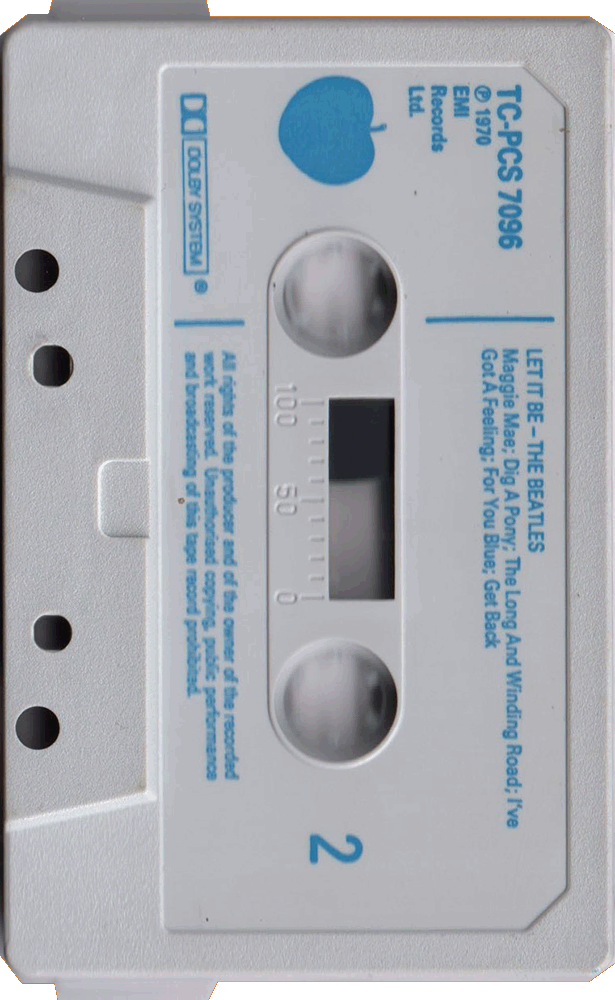 TC-PCS 7096
℗ 1970
EMI
Records
Ltd.
LET IT BE – THE BEATLES
Maggie Mae; Dig A Pony; The Long And Winding Road; I've
Got A Feeling; For You Blue; Get Back
100 50 0
2
DOLBY SYSTEM ®
All rights of the producer and of the owner of the recorded
work reserved. Unauthorised copying, public performance
and broadcasting of this tape record prohibited.